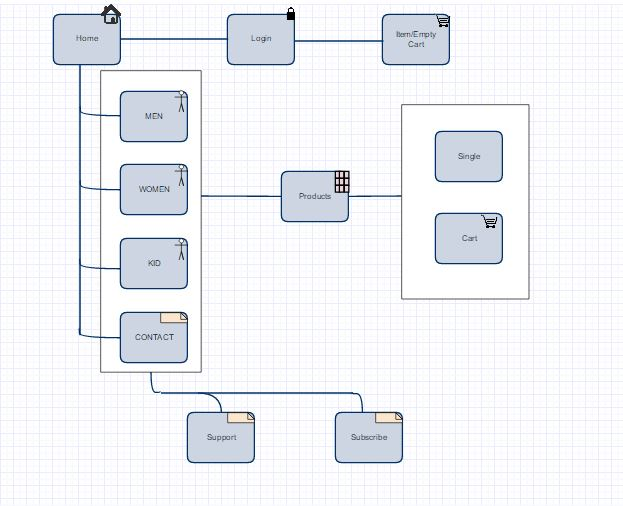 Home
Login
Item/Empty
Cart
MEN
WOMEN
KID
CONTACT
Products
Single
Cart
Support
Subscribe